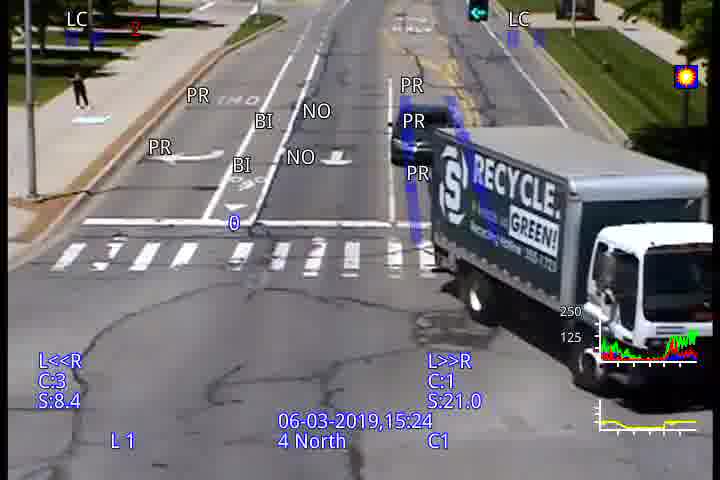 LC
2
LC
PR
PR
NO
BI
PR
PR
BI
NO
PR
0
S
RECYCLE.
GREEN!
250
125
L<<R
C:3
S:8.4
L>>R
C:1
S:21.0
06-03-2019,15:24
L 1
4 North
C1